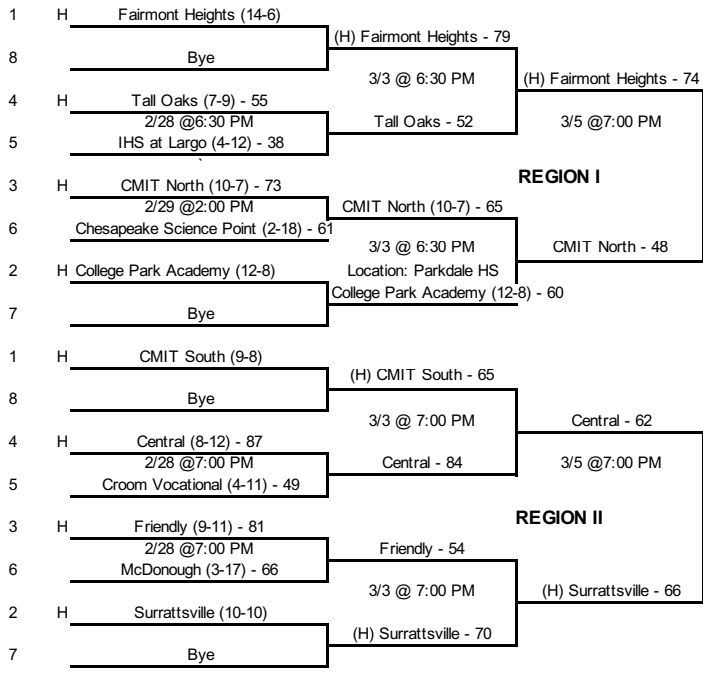 1 H Fairmont Heights (14-6)
(H) Fairmont Heights - 79
8 Bye
3/3 @ 6:30 PM
(H) Fairmont Heights - 74
4 H Tall Oaks (7-9) - 55
2/28 @6:30 PM
Tall Oaks - 52
3/5 @7:00 PM
5 IHS at Largo (4-12) - 38
`
REGION I
3 H CMIT North (10-7) - 73
2/29 @2:00 PM
CMIT North (10-7) - 65
6 Chesapeake Science Point (2-18) - 61
3/3 @ 6:30 PM
CMIT North - 48
2 H College Park Academy (12-8)
Location: Parkdale HS
College Park Academy (12-8) - 60
7 Bye
1 H CMIT South (9-8)
(H) CMIT South - 65
8 Bye
3/3 @ 7:00 PM
Central - 62
4 H Central (8-12) - 87
2/28 @7:00 PM
Central - 84
3/5 @7:00 PM
5 Croom Vocational (4-11) - 49
REGION II
3 H Friendly (9-11) - 81
2/28 @7:00 PM
Friendly - 54
6 McDonough (3-17) - 66
3/3 @ 7:00 PM
(H) Surrattsville - 66
2 H Surrattsville (10-10)
(H) Surrattsville - 70
7 Bye